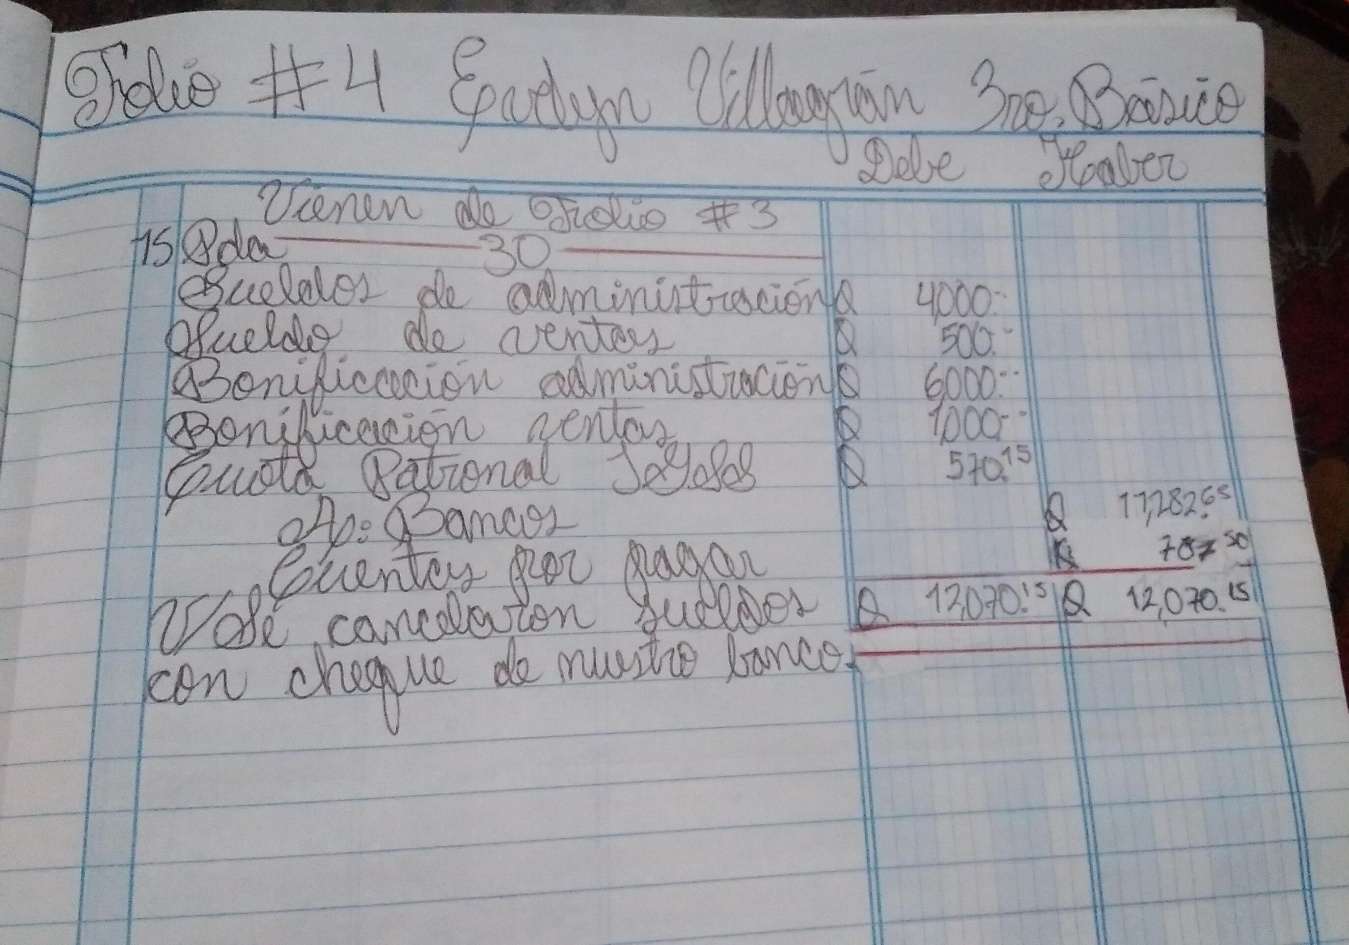 Folio #4 Evelyn Villagrán 3ro. Básico
Debe Haber
Vienen de Folio #3
15 Pda 30
Sueldos de administración Q 4000.--
Sueldo de ventas Q 500.--
Bonificación administración Q 6000.--
Bonificación ventas Q 1,000.--
Cuota Patronal Q 570.15
A: Bancos Q 11,282.65
Cuentas por pagar Q 787.50
V/Se cancelaron sueldos Q 12,070.15 Q 12,070.15
con cheque de nuestro banco.